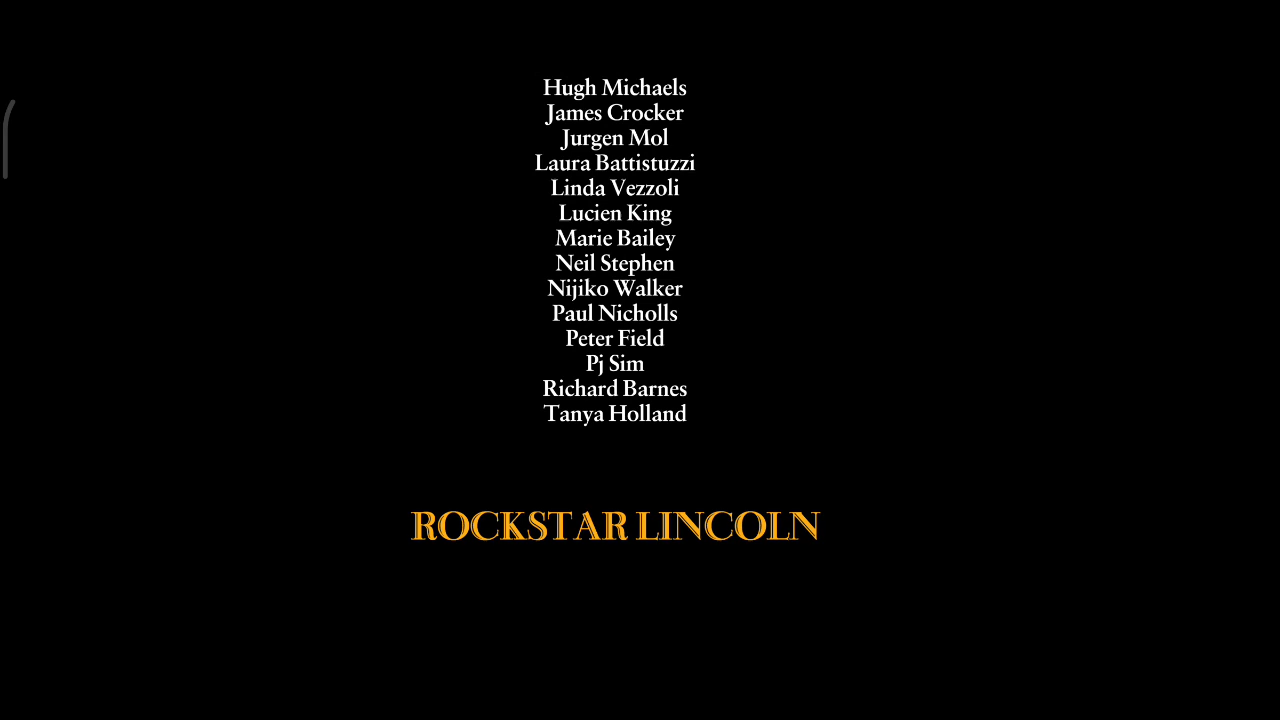 Hugh Michaels
James Crocker
Jurgen Mol
Laura Battistuzzi
Linda Vezzoli
Lucien King
Marie Bailey
Neil Stephen
Nijiko Walker
Paul Nicholls
Peter Field
Pj Sim
Richard Barnes
Tanya Holland
ROCKSTAR LINCOLN